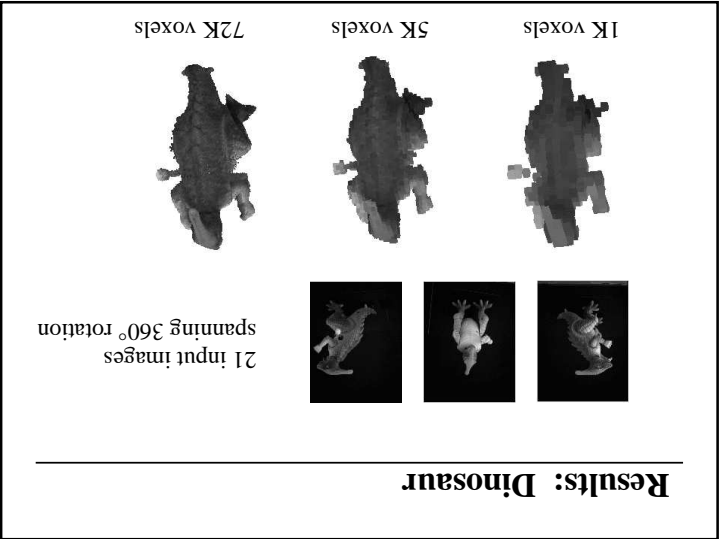 Results: Dinosaur
21 input images
spanning 360° rotation
1K voxels
5K voxels
72K voxels